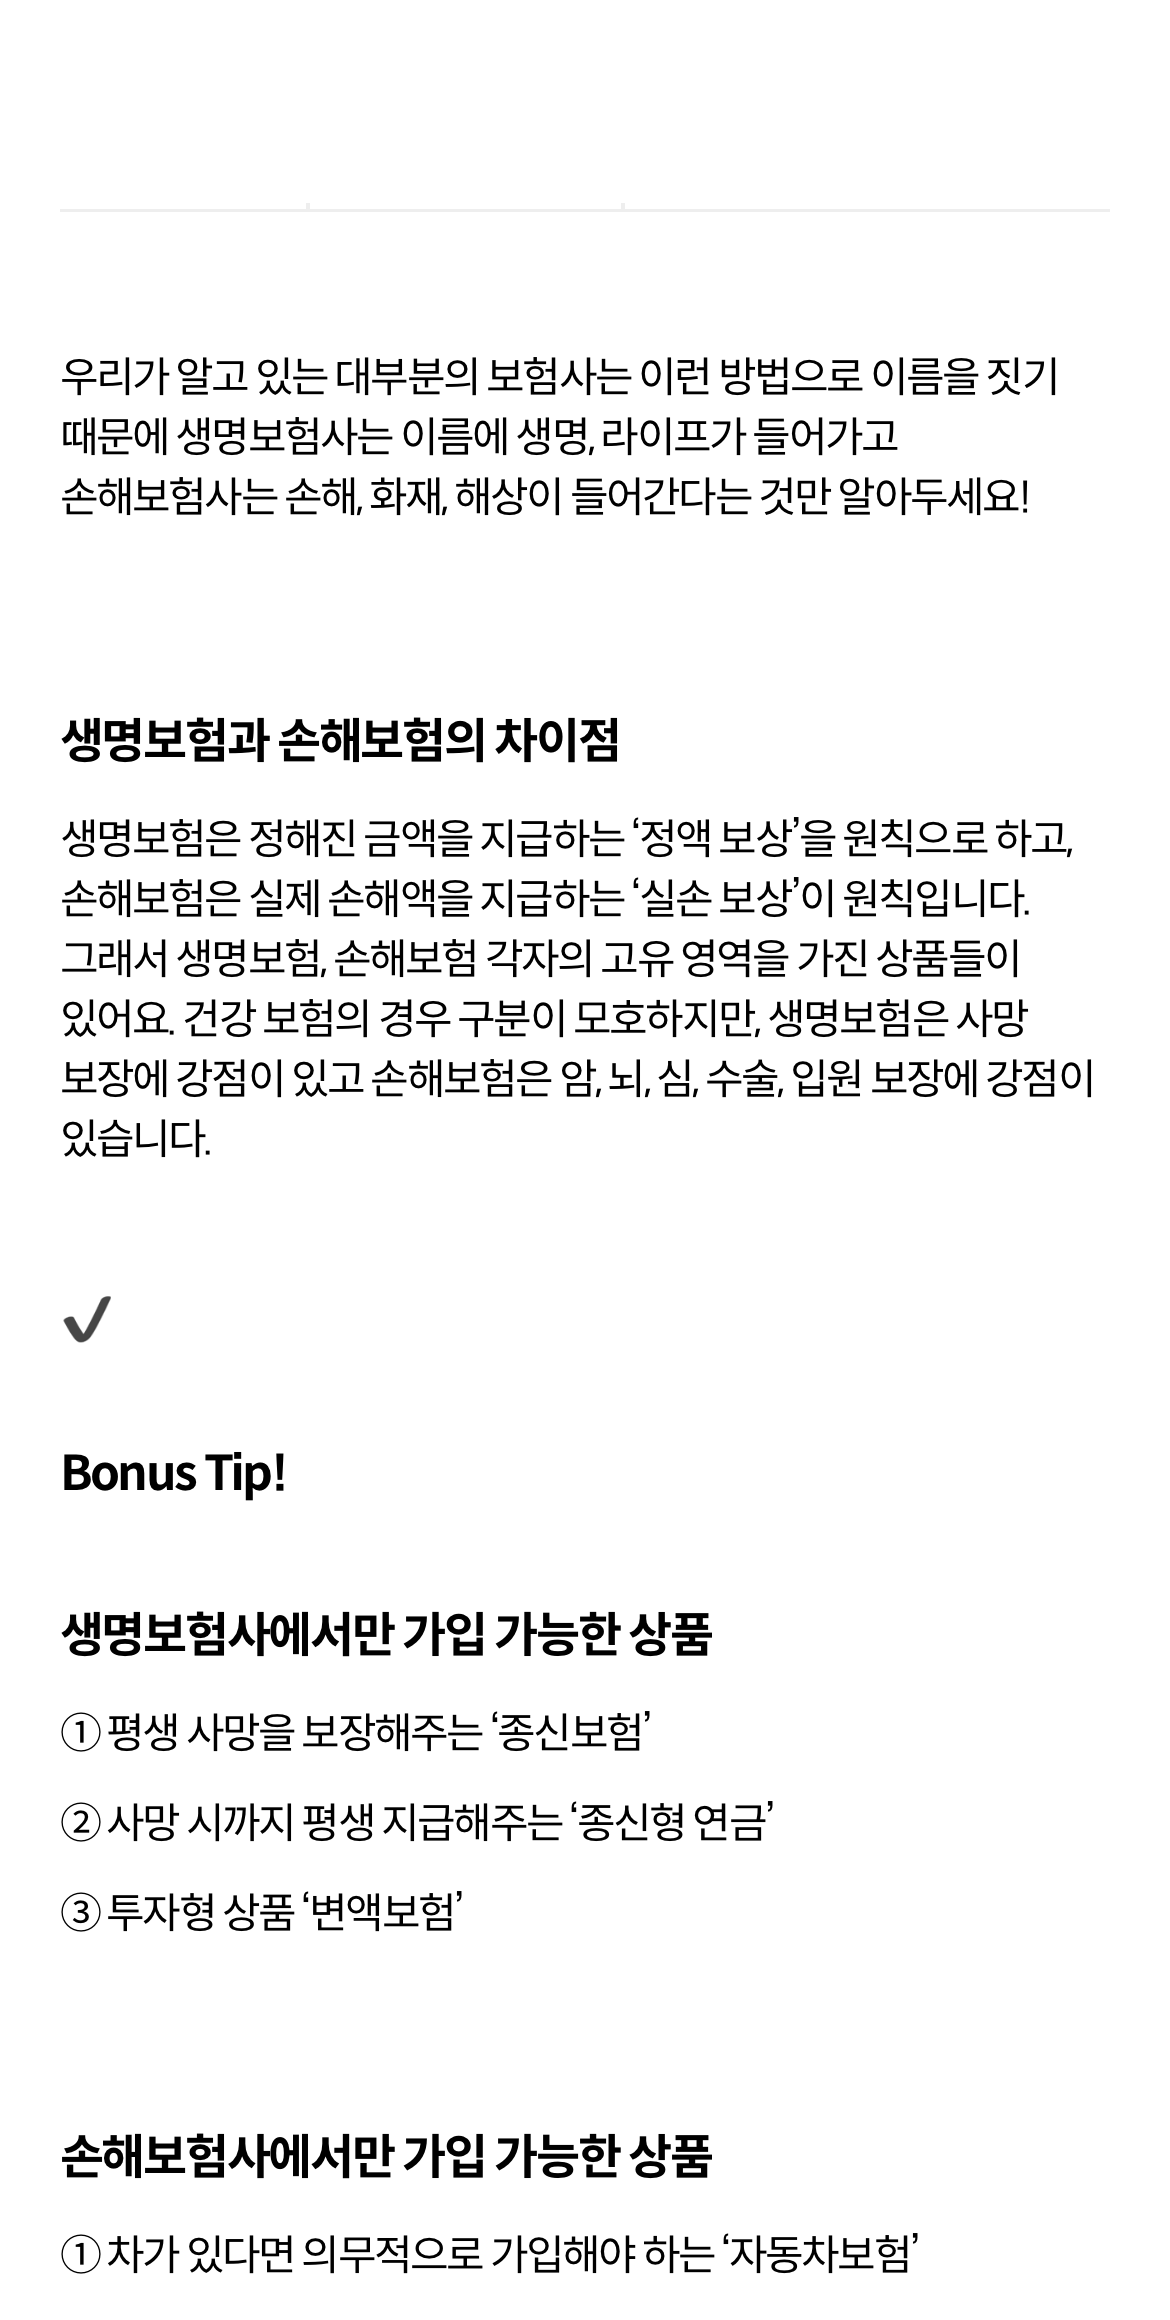 우리가 알고 있는 대부분의 보험사는 이런 방법으로 이름을 짓기
때문에 생명보험사는 이름에 생명, 라이프가 들어가고
손해보험사는 손해, 화재, 해상이 들어간다는 것만 알아두세요!
생명보험과 손해보험의 차이점
생명보험은 정해진 금액을 지급하는 ‘정액 보상’을 원칙으로 하고,
손해보험은 실제 손해액을 지급하는 ‘실손 보상’이 원칙입니다.
그래서 생명보험, 손해보험 각자의 고유 영역을 가진 상품들이
있어요. 건강 보험의 경우 구분이 모호하지만, 생명보험은 사망
보장에 강점이 있고 손해보험은 암, 뇌, 심, 수술, 입원 보장에 강점이
있습니다.
Bonus Tip!
생명보험사에서만 가입 가능한 상품
① 평생 사망을 보장해주는 ‘종신보험’
② 사망 시까지 평생 지급해주는 ‘종신형 연금’
③ 투자형 상품 ‘변액보험’
손해보험사에서만 가입 가능한 상품
① 차가 있다면 의무적으로 가입해야 하는 ‘자동차보험’